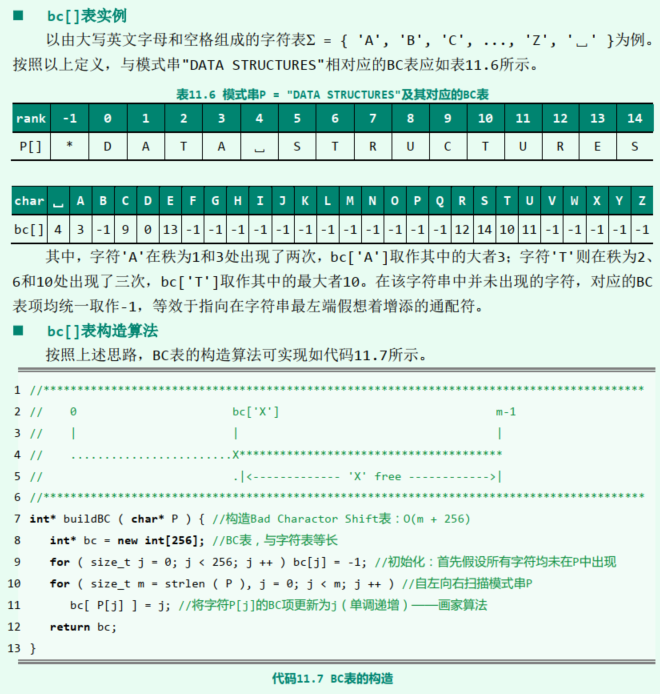 ■ bc[]表实例
以由大写英文字母和空格组成的字符表Σ = { 'A', 'B', 'C', ..., 'Z', '␣' }为例。
按照以上定义，与模式串"DATA STRUCTURES"相对应的BC表应如表11.6所示。
表11.6 模式串P = "DATA STRUCTURES"及其对应的BC表
rank -1 0 1 2 3 4 5 6 7 8 9 10 11 12 13 14
P[] * D A T A ␣ S T R U C T U R E S
char ␣ A B C D E F G H I J K L M N O P Q R S T U V W X Y Z
bc[] 4 3 -1 9 0 13 -1 -1 -1 -1 -1 -1 -1 -1 -1 -1 -1 -1 12 14 10 11 -1 -1 -1 -1 -1
其中，字符'A'在秩为1和3处出现了两次，bc['A']取作其中的大者3；字符'T'则在秩为2、
6和10处出现了三次，bc['T']取作其中的最大者10。在该字符串中并未出现的字符，对应的BC
表项均统一取作-1，等效于指向在字符串最左端假想着增添的通配符。
■ bc[]表构造算法
按照上述思路，BC表的构造算法可实现如代码11.7所示。
1 //*****************************************************************************************
2 // 0 bc['X'] m-1
3 // | | |
4 // ........................X***************************************
5 // .|<------------- 'X' free ------------>|
6 //*****************************************************************************************
7 int* buildBC ( char* P ) { //构造Bad Charactor Shift表：O(m + 256)
8 int* bc = new int[256]; //BC表，与字符表等长
9 for ( size_t j = 0; j < 256; j ++ ) bc[j] = -1; //初始化：首先假设所有字符均未在P中出现
10 for ( size_t m = strlen ( P ), j = 0; j < m; j ++ ) //自左向右扫描模式串P
11 bc[ P[j] ] = j; //将字符P[j]的BC项更新为j（单调递增）——画家算法
12 return bc;
13 }
代码11.7 BC表的构造